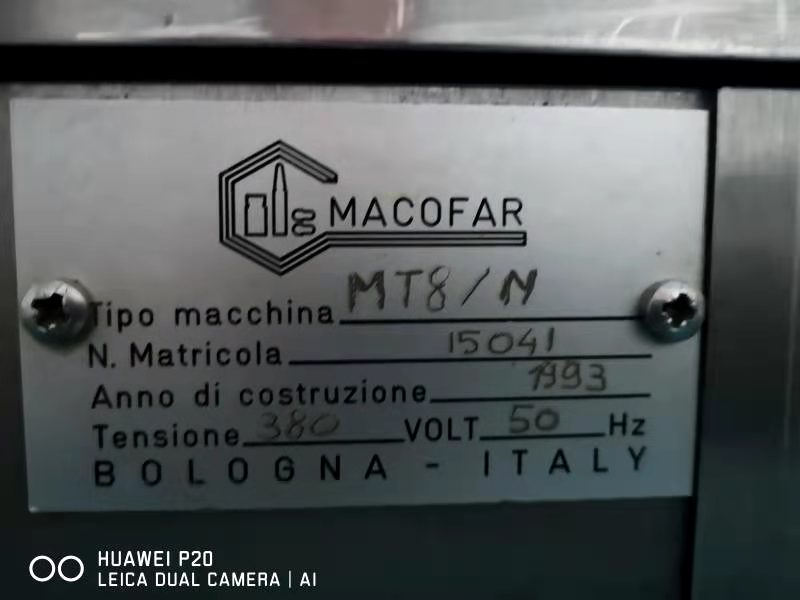 MACOFAR
Tipo macchina MT8/N
N. Matricola 15041
Anno di costruzione 1993
Tensione 380 VOLT 50 Hz
BOLOGNA - ITALY
HUAWEI P20
LEICA DUAL CAMERA | AI